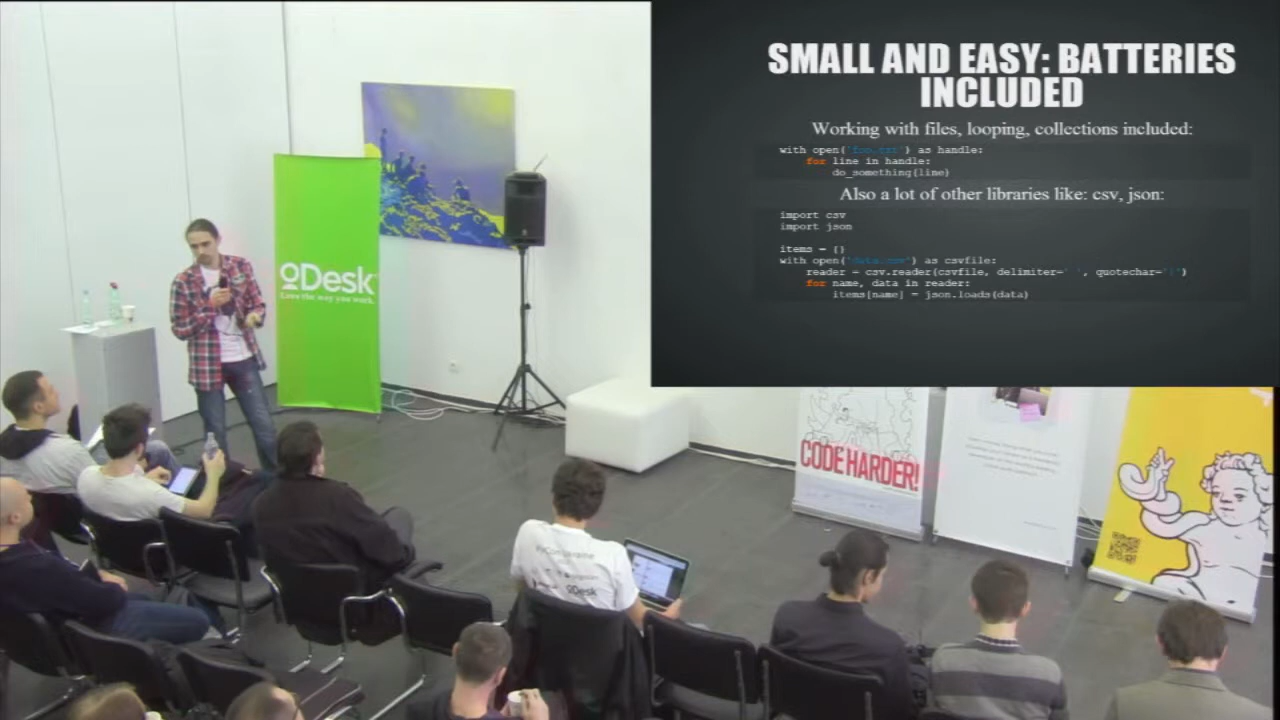 SMALL AND EASY: BATTERIES
INCLUDED
Working with files, looping, collections included:
with open('foo.txt') as handle:
for line in handle:
do_something(line)
Also a lot of other libraries like: csv, json:
import csv
import json
items = {}
with open('data.csv') as csvfile:
reader = csv.reader(csvfile, delimiter=' ', quotechar='|')
for name, data in reader:
items[name] = json.loads(data)
oDesk
Love the way you work.
CODE HARDER!
PyCon Ukraine
oDesk